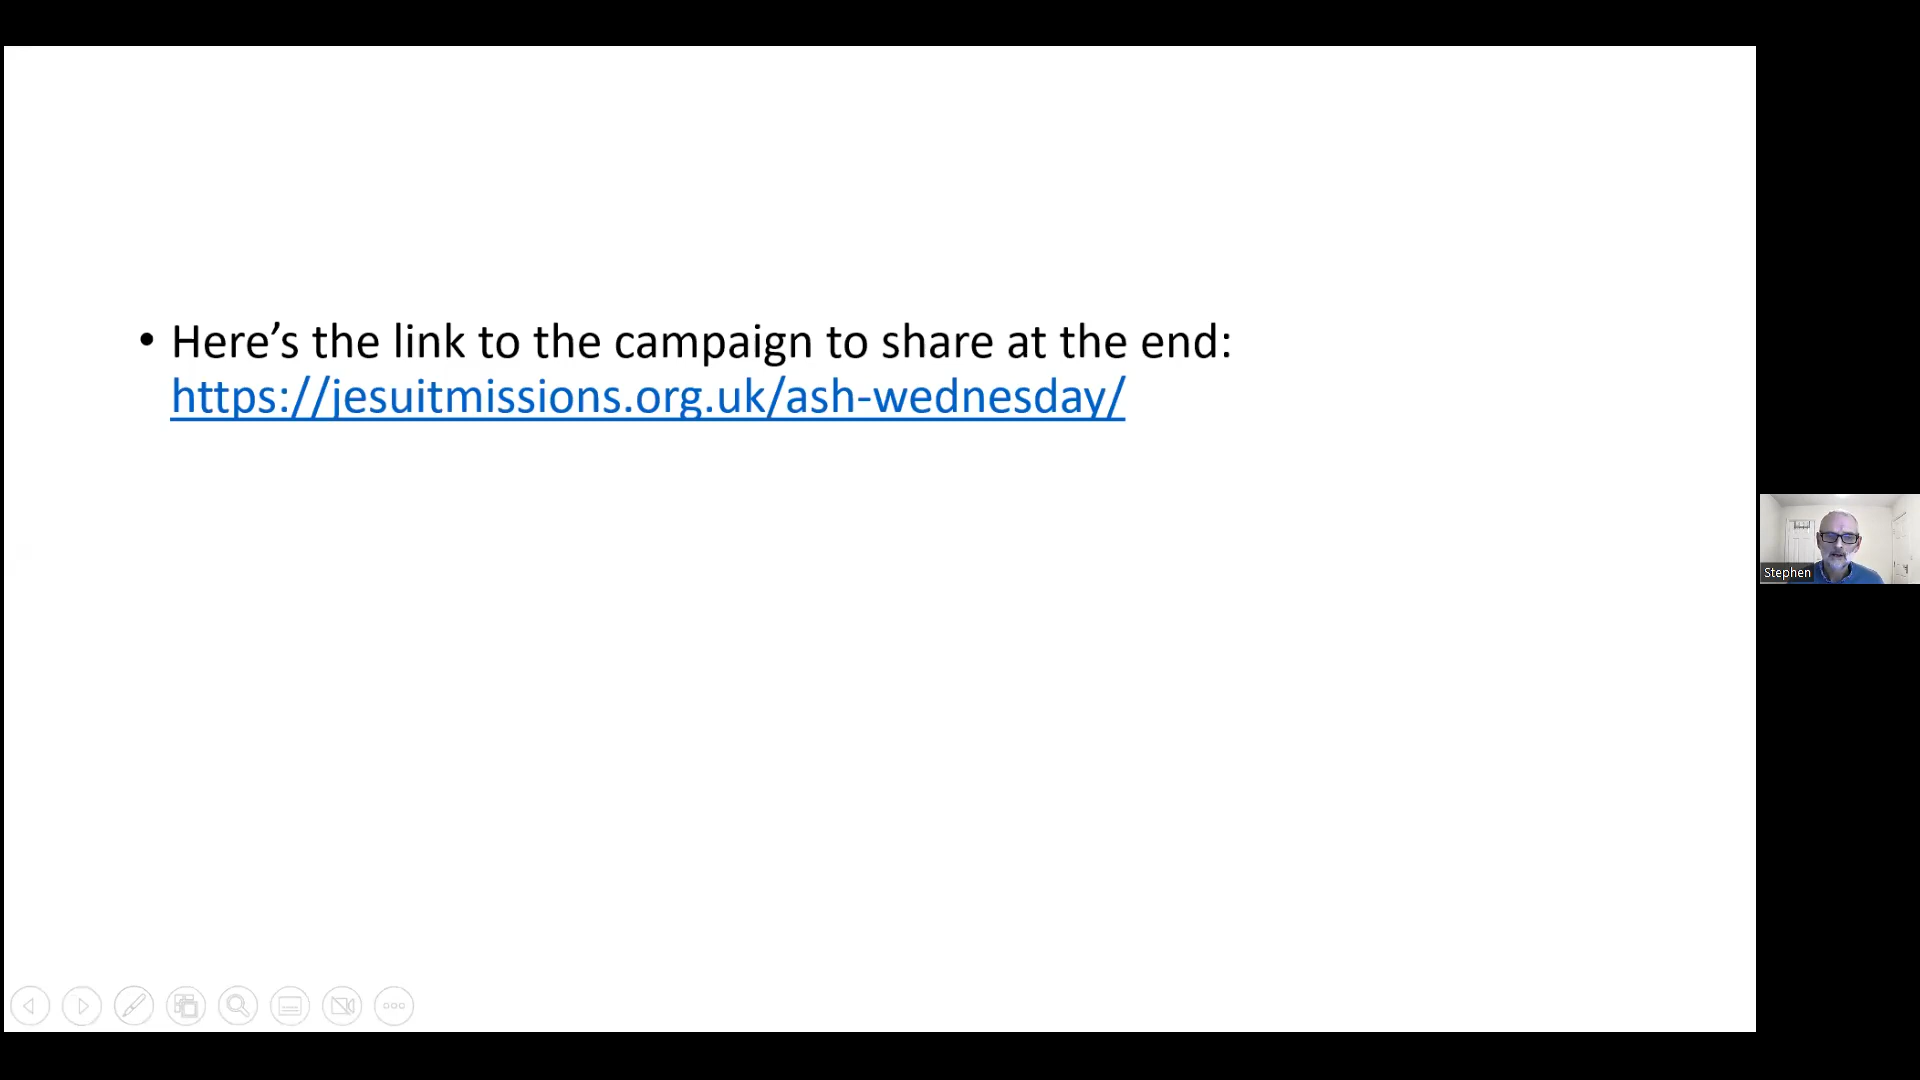 • Here’s the link to the campaign to share at the end:
https://jesuitmissions.org.uk/ash-wednesday/
Stephen